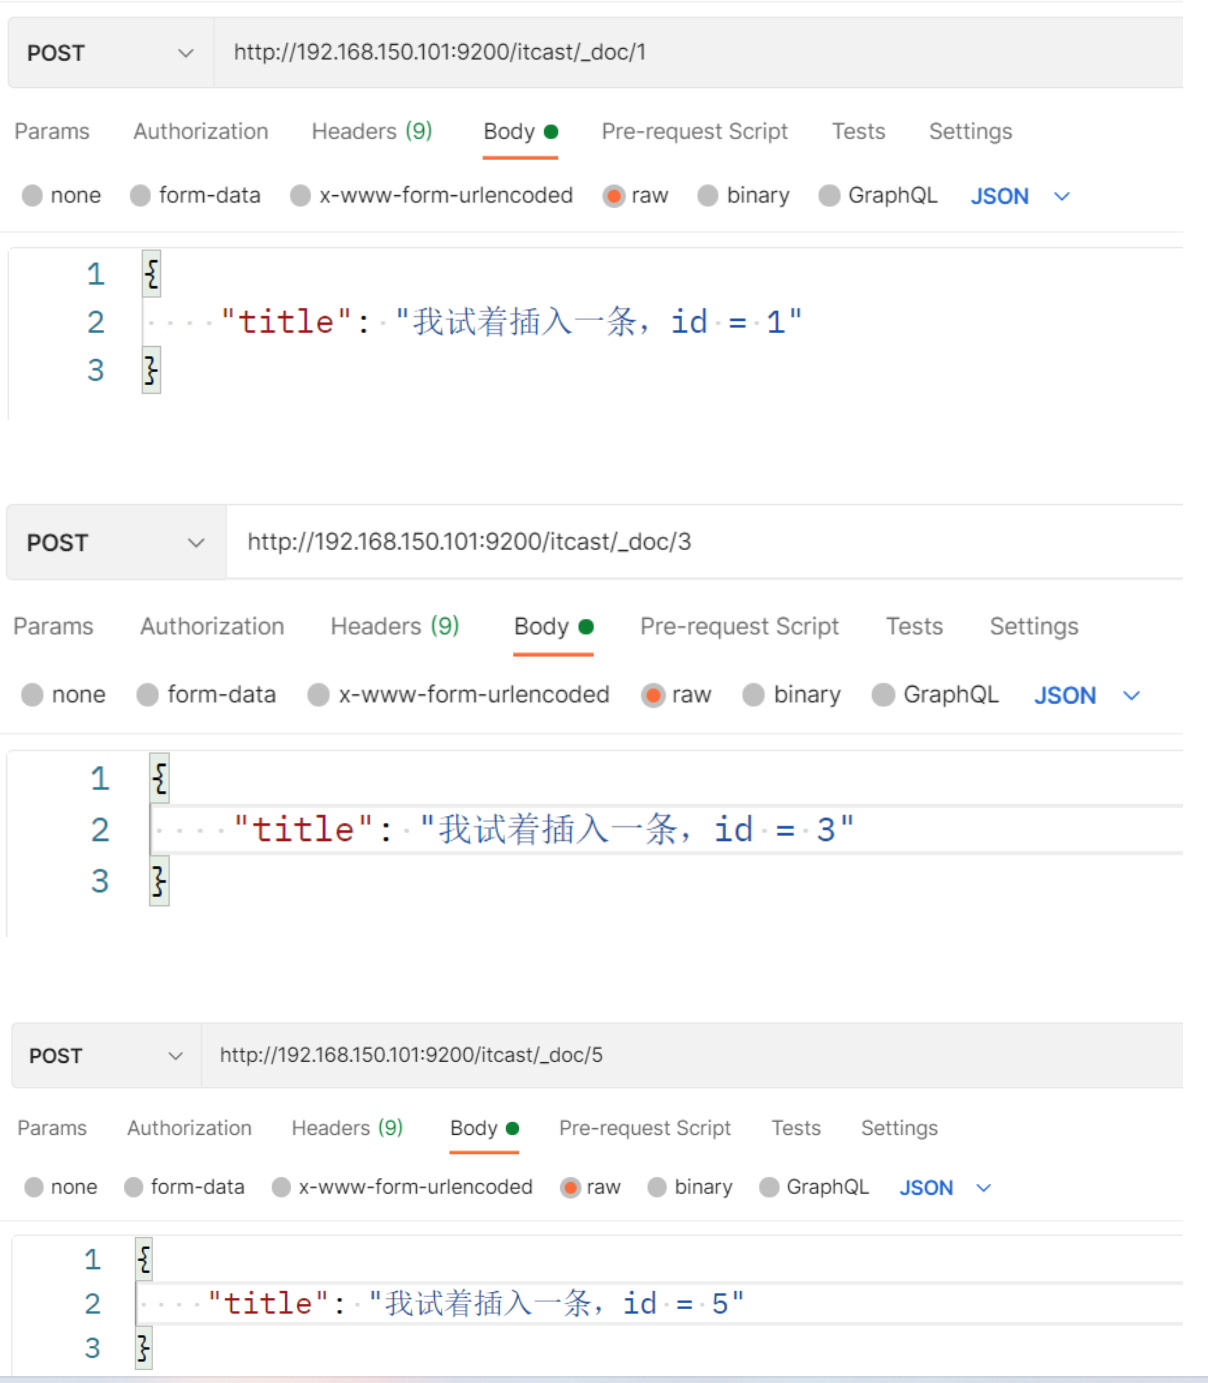 POST http://192.168.150.101:9200/itcast/_doc/1
Params Authorization Headers (9) Body Pre-request Script Tests Settings
none form-data x-www-form-urlencoded raw binary GraphQL JSON
1 {
2 "title": "我试着插入一条，id = 1"
3 }
POST http://192.168.150.101:9200/itcast/_doc/3
Params Authorization Headers (9) Body Pre-request Script Tests Settings
none form-data x-www-form-urlencoded raw binary GraphQL JSON
1 {
2 "title": "我试着插入一条，id = 3"
3 }
POST http://192.168.150.101:9200/itcast/_doc/5
Params Authorization Headers (9) Body Pre-request Script Tests Settings
none form-data x-www-form-urlencoded raw binary GraphQL JSON
1 {
2 "title": "我试着插入一条，id = 5"
3 }